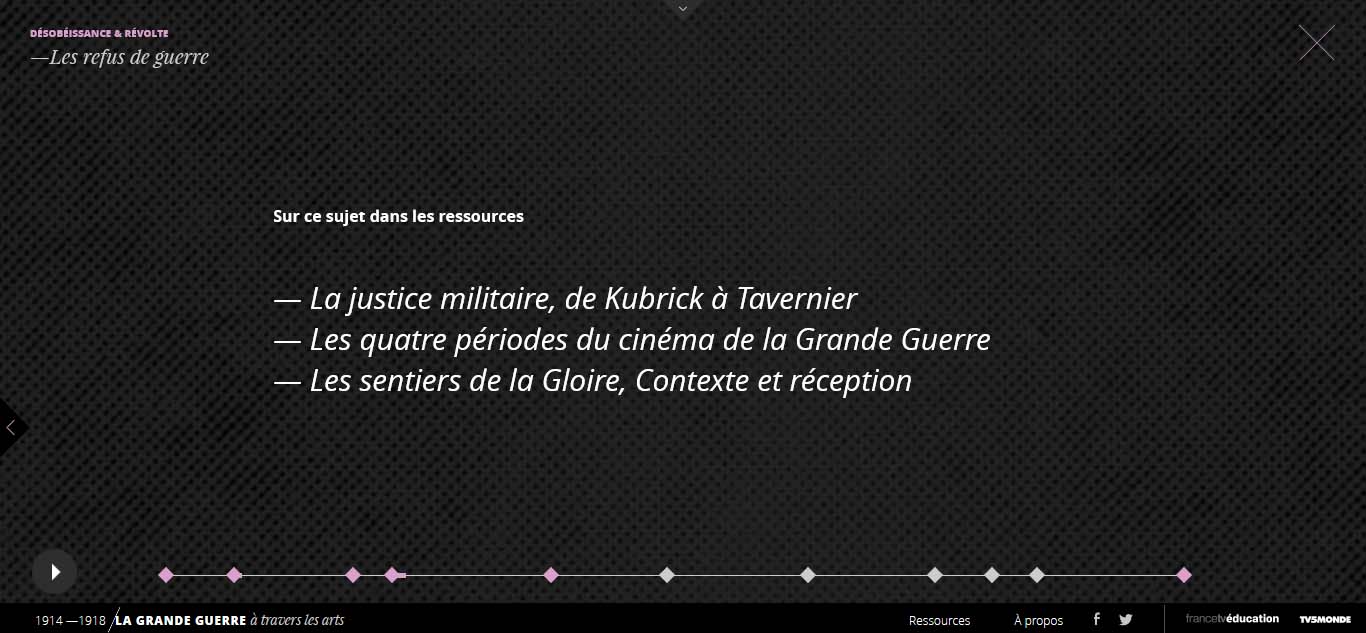 DÉSOBÉISSANCE & RÉVOLTE
—Les refus de guerre
Sur ce sujet dans les ressources
— La justice militaire, de Kubrick à Tavernier
— Les quatre périodes du cinéma de la Grande Guerre
— Les sentiers de la Gloire, Contexte et réception
1914 —1918 / LA GRANDE GUERRE à travers les arts
Ressources
À propos
francetvéducation
TV5MONDE